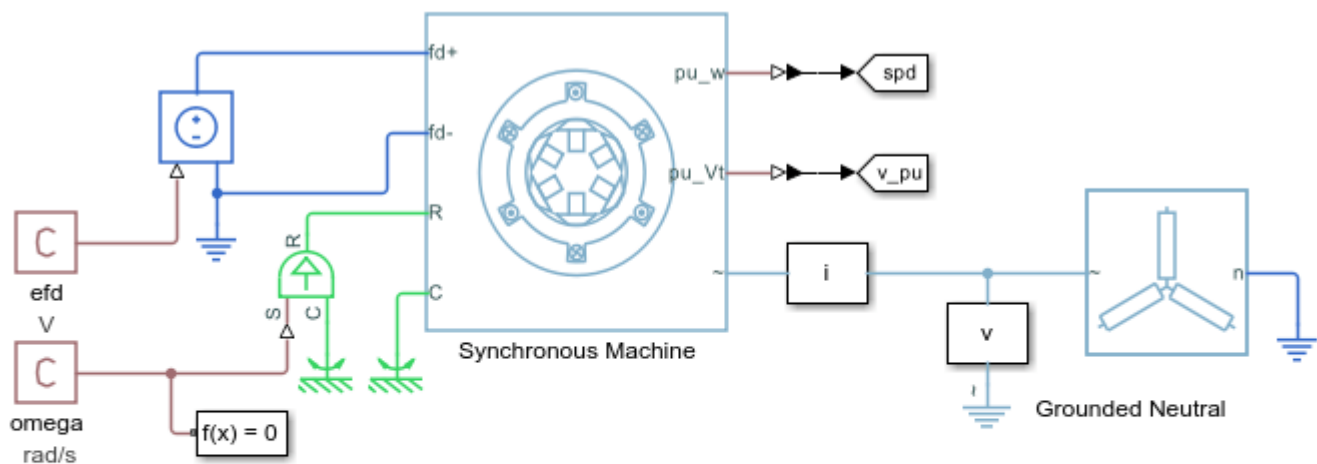 fd+
fd-
R
C
pu_w
pu_Vt
~
Synchronous Machine
spd
v_pu
C
efd
V
C
omega
rad/s
R
S
C
f(x) = 0
i
v
~
~
n
Grounded Neutral